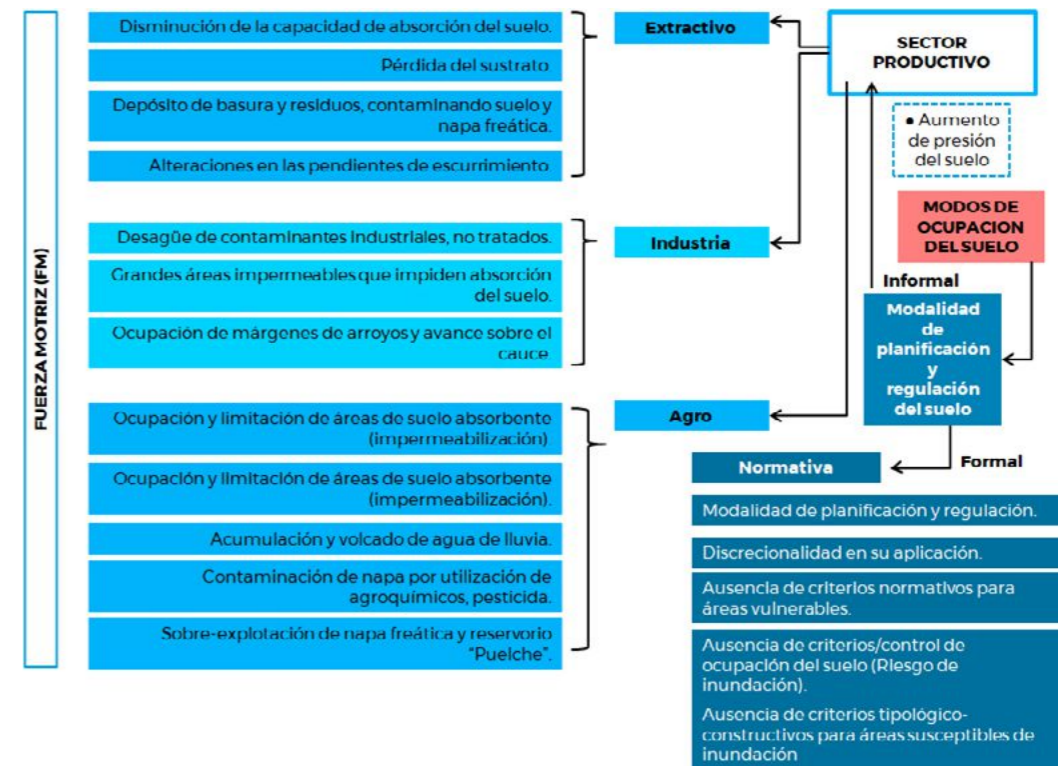 FUERZA MOTRIZ (FM)
Disminución de la capacidad de absorción del suelo.
Pérdida del sustrato.
Depósito de basura y residuos, contaminando suelo y
napa freática.
Alteraciones en las pendientes de escurrimiento
Extractivo
SECTOR
PRODUCTIVO
• Aumento
de presión
del suelo
MODOS DE
OCUPACION
DEL SUELO
Desagüe de contaminantes industriales, no tratados.
Grandes áreas impermeables que impiden absorción
del suelo.
Ocupación de márgenes de arroyos y avance sobre el
cauce.
Industria
Informal
Modalidad
de
planificación
y
regulación
del suelo
Ocupación y limitación de áreas de suelo absorbente
(impermeabilización)
Ocupación y limitación de áreas de suelo absorbente
(impermeabilización).
Acumulación y volcado de agua de lluvia.
Contaminación de napa por utilización de
agroquímicos, pesticida.
Sobre-explotación de napa freática y reservorio
"Puelche".
Agro
Formal
Normativa
Modalidad de planificación y regulación.
Discrecionalidad en su aplicación.
Ausencia de criterios normativos para
áreas vulnerables.
Ausencia de criterios/control de
ocupación del suelo (Riesgo de
inundación).
Ausencia de criterios tipológico-
constructivos para áreas susceptibles de
inundación